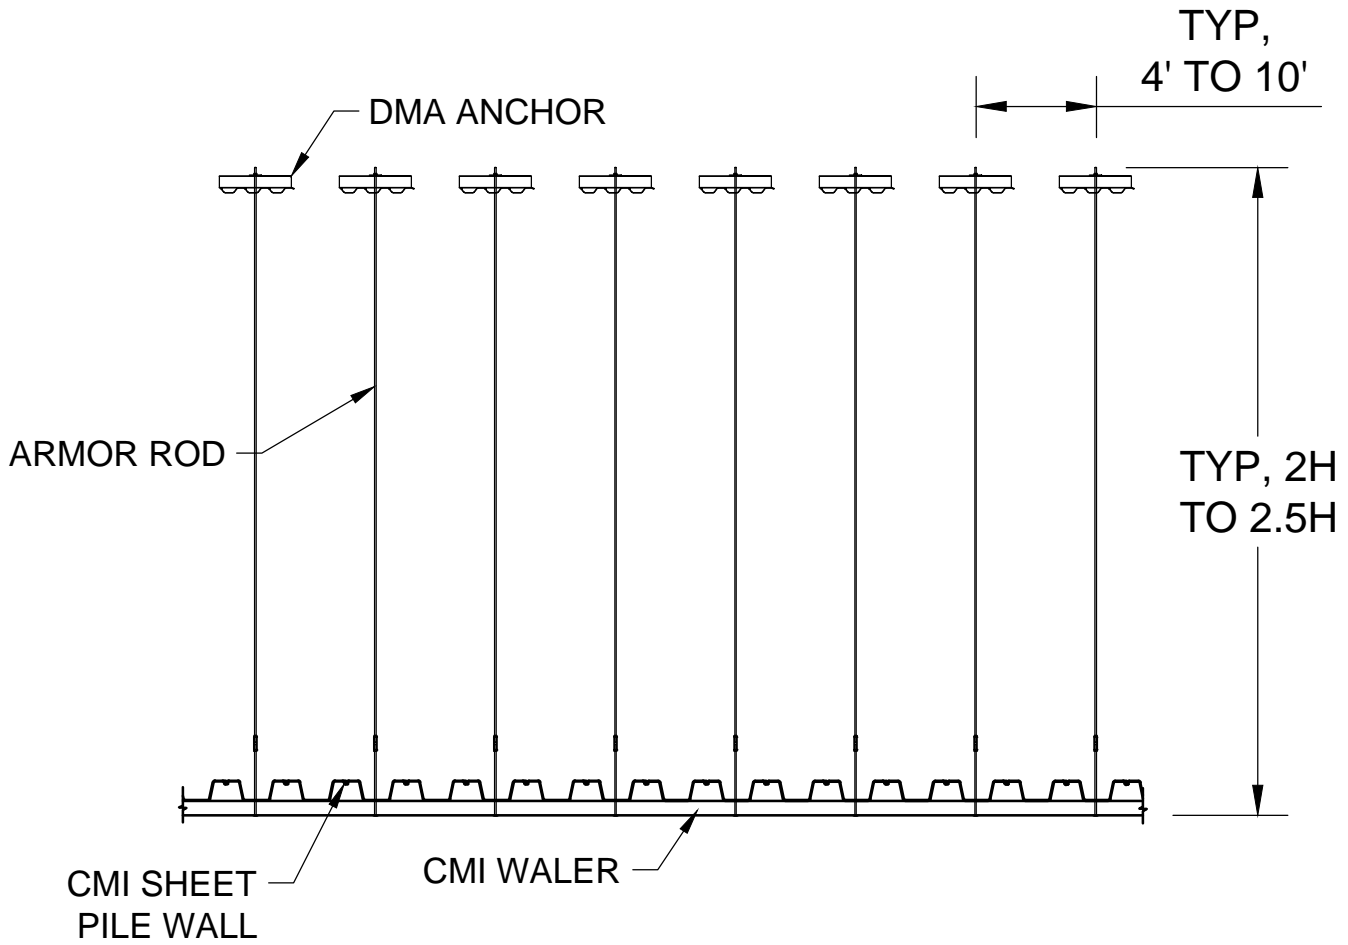 TYP,
4' TO 10'
DMA ANCHOR
ARMOR ROD
TYP, 2H
TO 2.5H
CMI WALER
CMI SHEET
PILE WALL